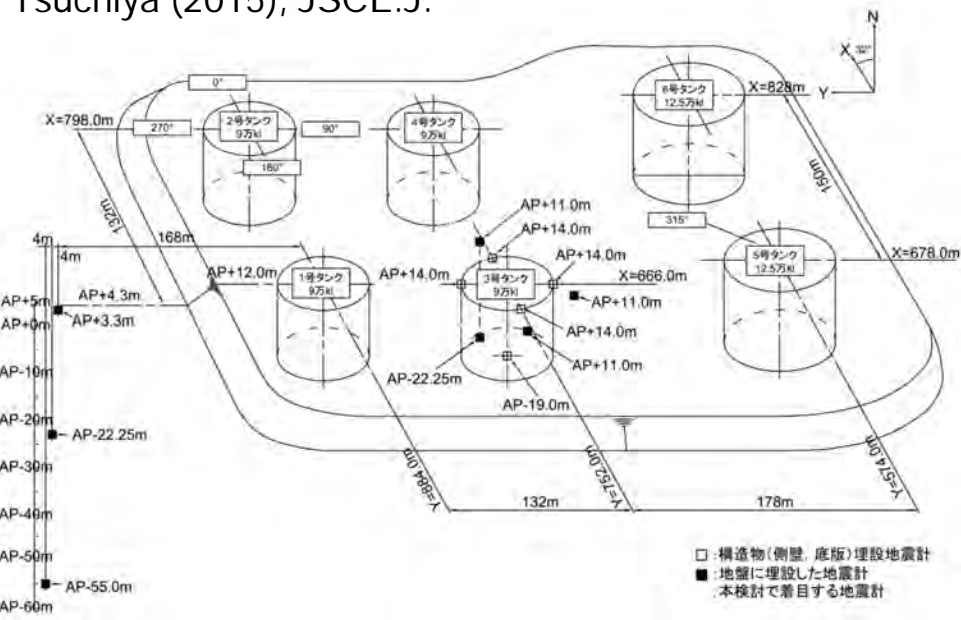 Tsuchiya (2015), JSCE.J.
N
X
Y
0°
X=798.0m
270°
2号タンク
9万kl
90°
180°
4号タンク
9万kl
6号タンク
12.5万kl
X=828m
150m
132m
168m
4m
4m
AP+12.0m
1号タンク
9万kl
AP+11.0m
AP+14.0m
AP+14.0m
AP+14.0m
3号タンク
9万kl
X=666.0m
315°
5号タンク
12.5万kl
X=678.0m
AP+5m
AP+4.3m
AP+0m
AP+3.3m
AP+11.0m
AP+14.0m
AP+11.0m
AP-10m
AP-22.25m
AP-19.0m
AP-20m
AP-22.25m
AP-30m
AP-40m
AP-50m
AP-55.0m
AP-60m
Y=884.0m
132m
Y=752.0m
178m
Y=574.0m
□ :構造物(側壁, 底版)埋設地震計
■ :地盤に埋設した地震計
本検討で着目する地震計